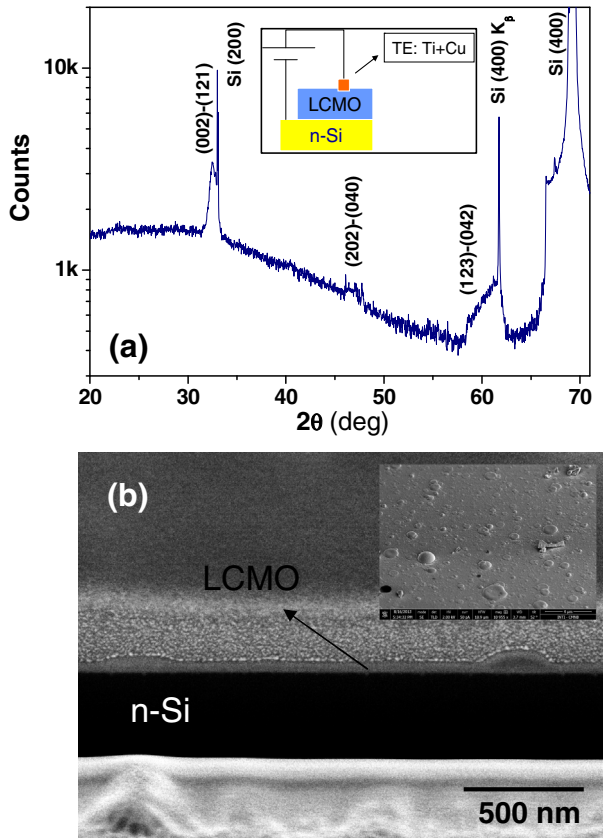 (a)
10k
1k
Counts
(002)-(121)
Si (200)
(202)-(040)
(123)-(042)
Si (400) Kβ
Si (400)
TE: Ti+Cu
LCMO
n-Si
20 30 40 50 60 70
2θ (deg)
(b)
LCMO
n-Si
500 nm